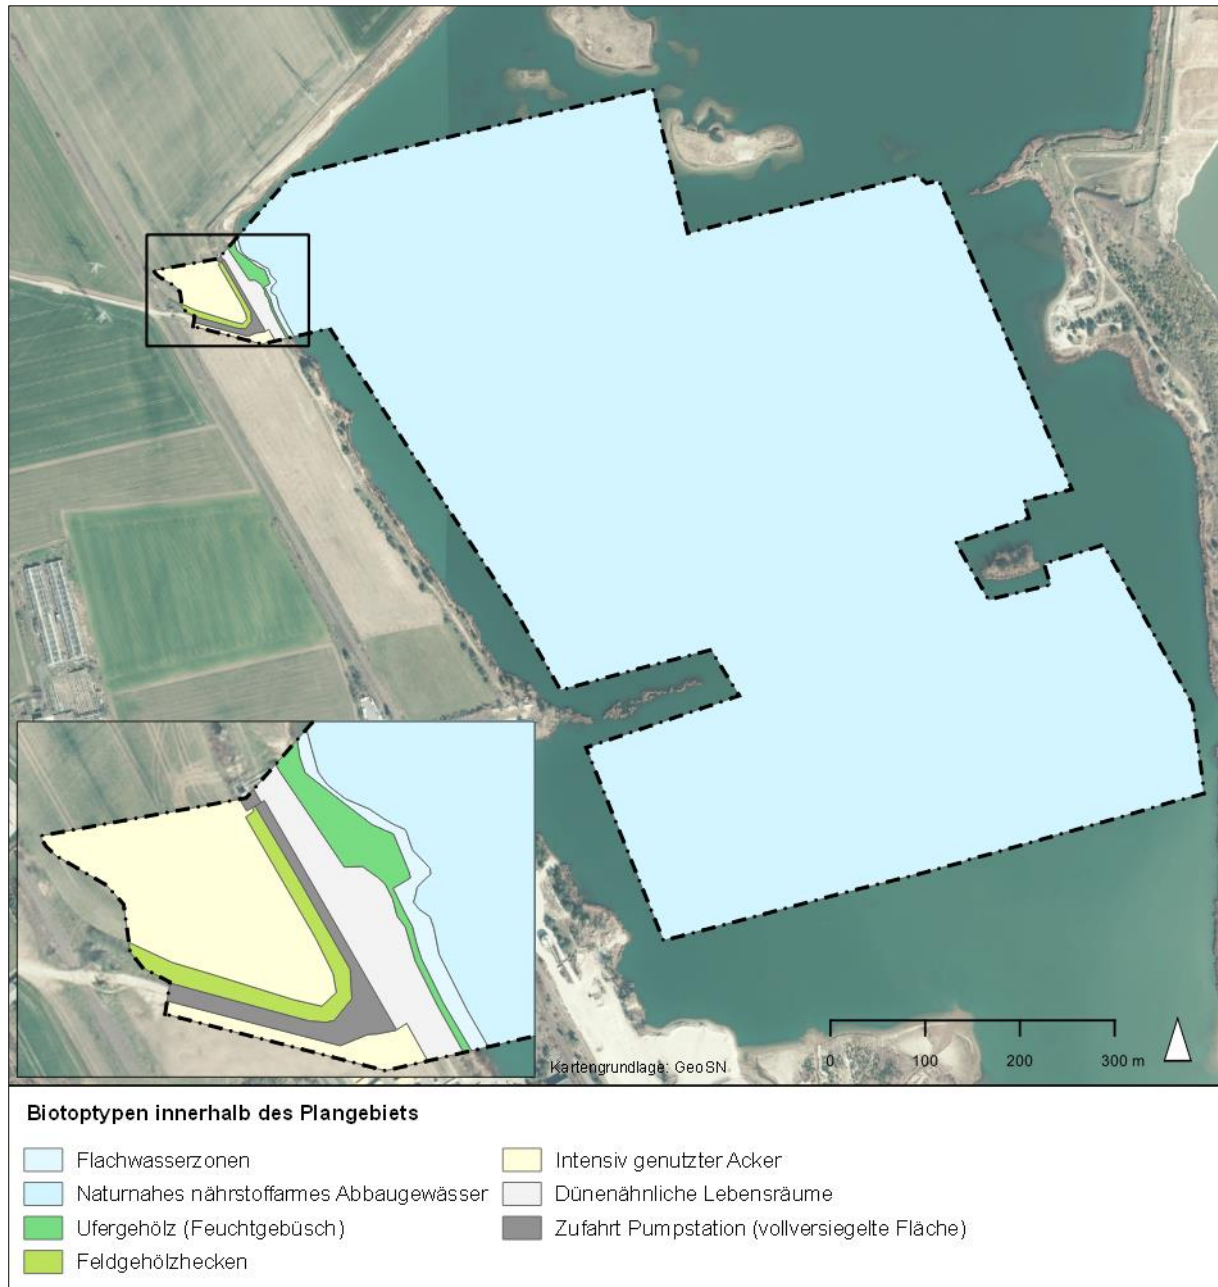 0 100 200 300 m
Kartengrundlage: GeoSN
Biotoptypen innerhalb des Plangebiets
Flachwasserzonen
Naturnahes nährstoffarmes Abbaugewässer
Ufergehölz (Feuchtgebüsch)
Feldgehölzhecken
Intensiv genutzter Acker
Dünenähnliche Lebensräume
Zufahrt Pumpstation (vollversiegelte Fläche)